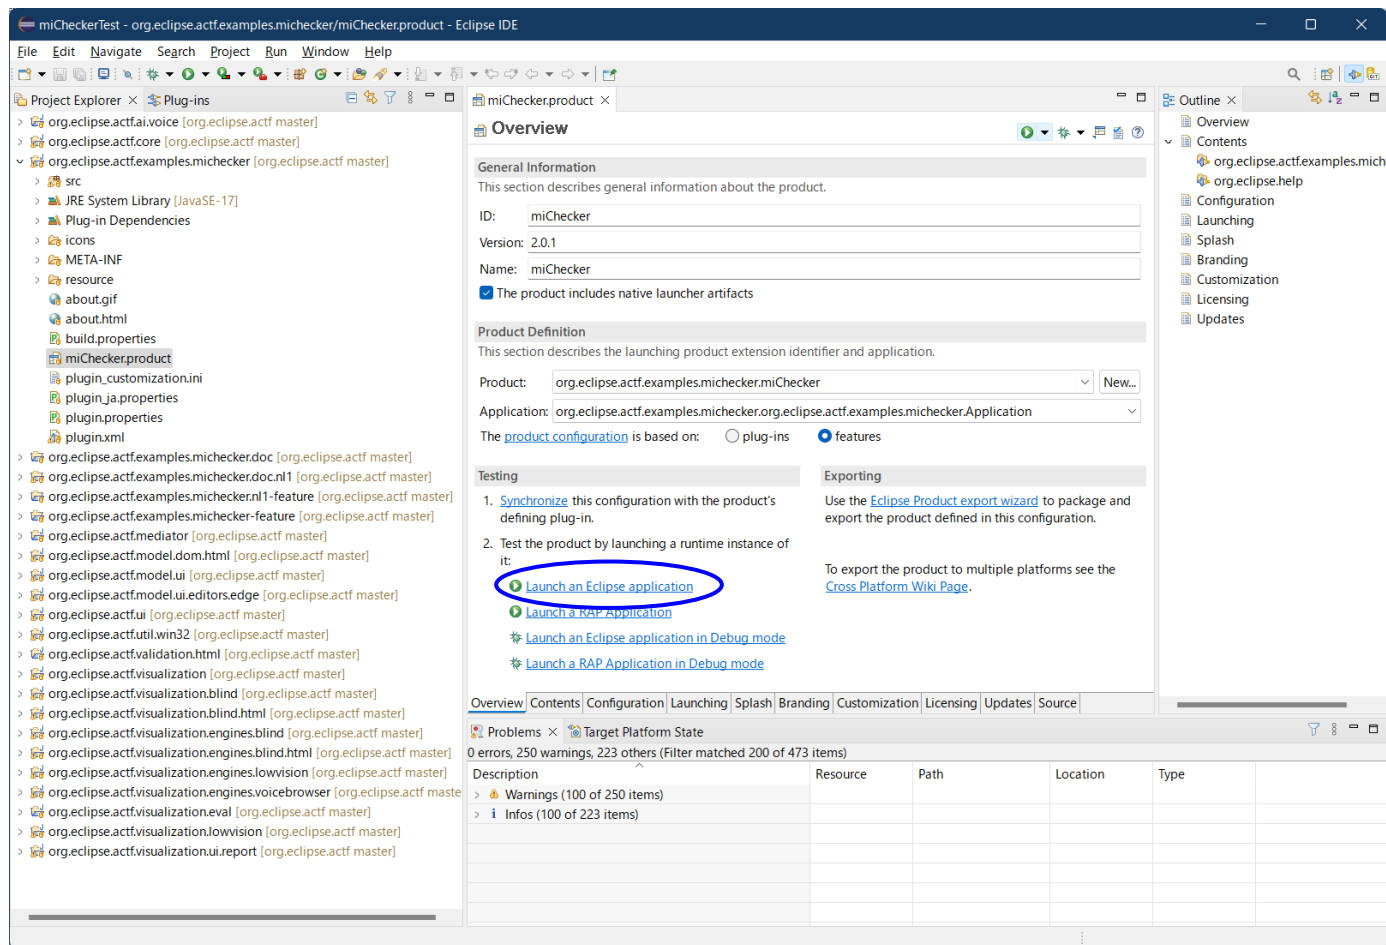 miCheckerTest - org.eclipse.actf.examples.michecker/miChecker.product - Eclipse IDE
File Edit Navigate Search Project Run Window Help
Project Explorer
Plug-ins
org.eclipse.actf.ai.voice [org.eclipse.actf master]
org.eclipse.actf.core [org.eclipse.actf master]
org.eclipse.actf.examples.michecker [org.eclipse.actf master]
src
JRE System Library [JavaSE-17]
Plug-in Dependencies
icons
META-INF
resource
about.gif
about.html
build.properties
miChecker.product
plugin_customization.ini
plugin_ja.properties
plugin.properties
plugin.xml
org.eclipse.actf.examples.michecker.doc [org.eclipse.actf master]
org.eclipse.actf.examples.michecker.doc.nl1 [org.eclipse.actf master]
org.eclipse.actf.examples.michecker.nl1-feature [org.eclipse.actf master]
org.eclipse.actf.examples.michecker-feature [org.eclipse.actf master]
org.eclipse.actf.mediator [org.eclipse.actf master]
org.eclipse.actf.model.dom.html [org.eclipse.actf master]
org.eclipse.actf.model.ui [org.eclipse.actf master]
org.eclipse.actf.model.ui.editors.edge [org.eclipse.actf master]
org.eclipse.actf.ui [org.eclipse.actf master]
org.eclipse.actf.util.win32 [org.eclipse.actf master]
org.eclipse.actf.validation.html [org.eclipse.actf master]
org.eclipse.actf.visualization [org.eclipse.actf master]
org.eclipse.actf.visualization.blind [org.eclipse.actf master]
org.eclipse.actf.visualization.blind.html [org.eclipse.actf master]
org.eclipse.actf.visualization.engines.blind [org.eclipse.actf master]
org.eclipse.actf.visualization.engines.blind.html [org.eclipse.actf master]
org.eclipse.actf.visualization.engines.lowvision [org.eclipse.actf master]
org.eclipse.actf.visualization.engines.voicebrowser [org.eclipse.actf maste
org.eclipse.actf.visualization.eval [org.eclipse.actf master]
org.eclipse.actf.visualization.lowvision [org.eclipse.actf master]
org.eclipse.actf.visualization.ui.report [org.eclipse.actf master]
miChecker.product
Overview
General Information
This section describes general information about the product.
ID: miChecker
Version: 2.0.1
Name: miChecker
The product includes native launcher artifacts
Product Definition
This section describes the launching product extension identifier and application.
Product: org.eclipse.actf.examples.michecker.miChecker New...
Application: org.eclipse.actf.examples.michecker.org.eclipse.actf.examples.michecker.Application
The product configuration is based on: plug-ins features
Testing
1. Synchronize this configuration with the product's
defining plug-in.
2. Test the product by launching a runtime instance of
it:
Launch an Eclipse application
Launch a RAP Application
Launch an Eclipse application in Debug mode
Launch a RAP Application in Debug mode
Exporting
Use the Eclipse Product export wizard to package and
export the product defined in this configuration.
To export the product to multiple platforms see the
Cross Platform Wiki Page.
Overview Contents Configuration Launching Splash Branding Customization Licensing Updates Source
Problems
Target Platform State
0 errors, 250 warnings, 223 others (Filter matched 200 of 473 items)
Description Resource Path Location Type
Warnings (100 of 250 items)
Infos (100 of 223 items)
Outline
Overview
Contents
org.eclipse.actf.examples.mich
org.eclipse.help
Configuration
Launching
Splash
Branding
Customization
Licensing
Updates